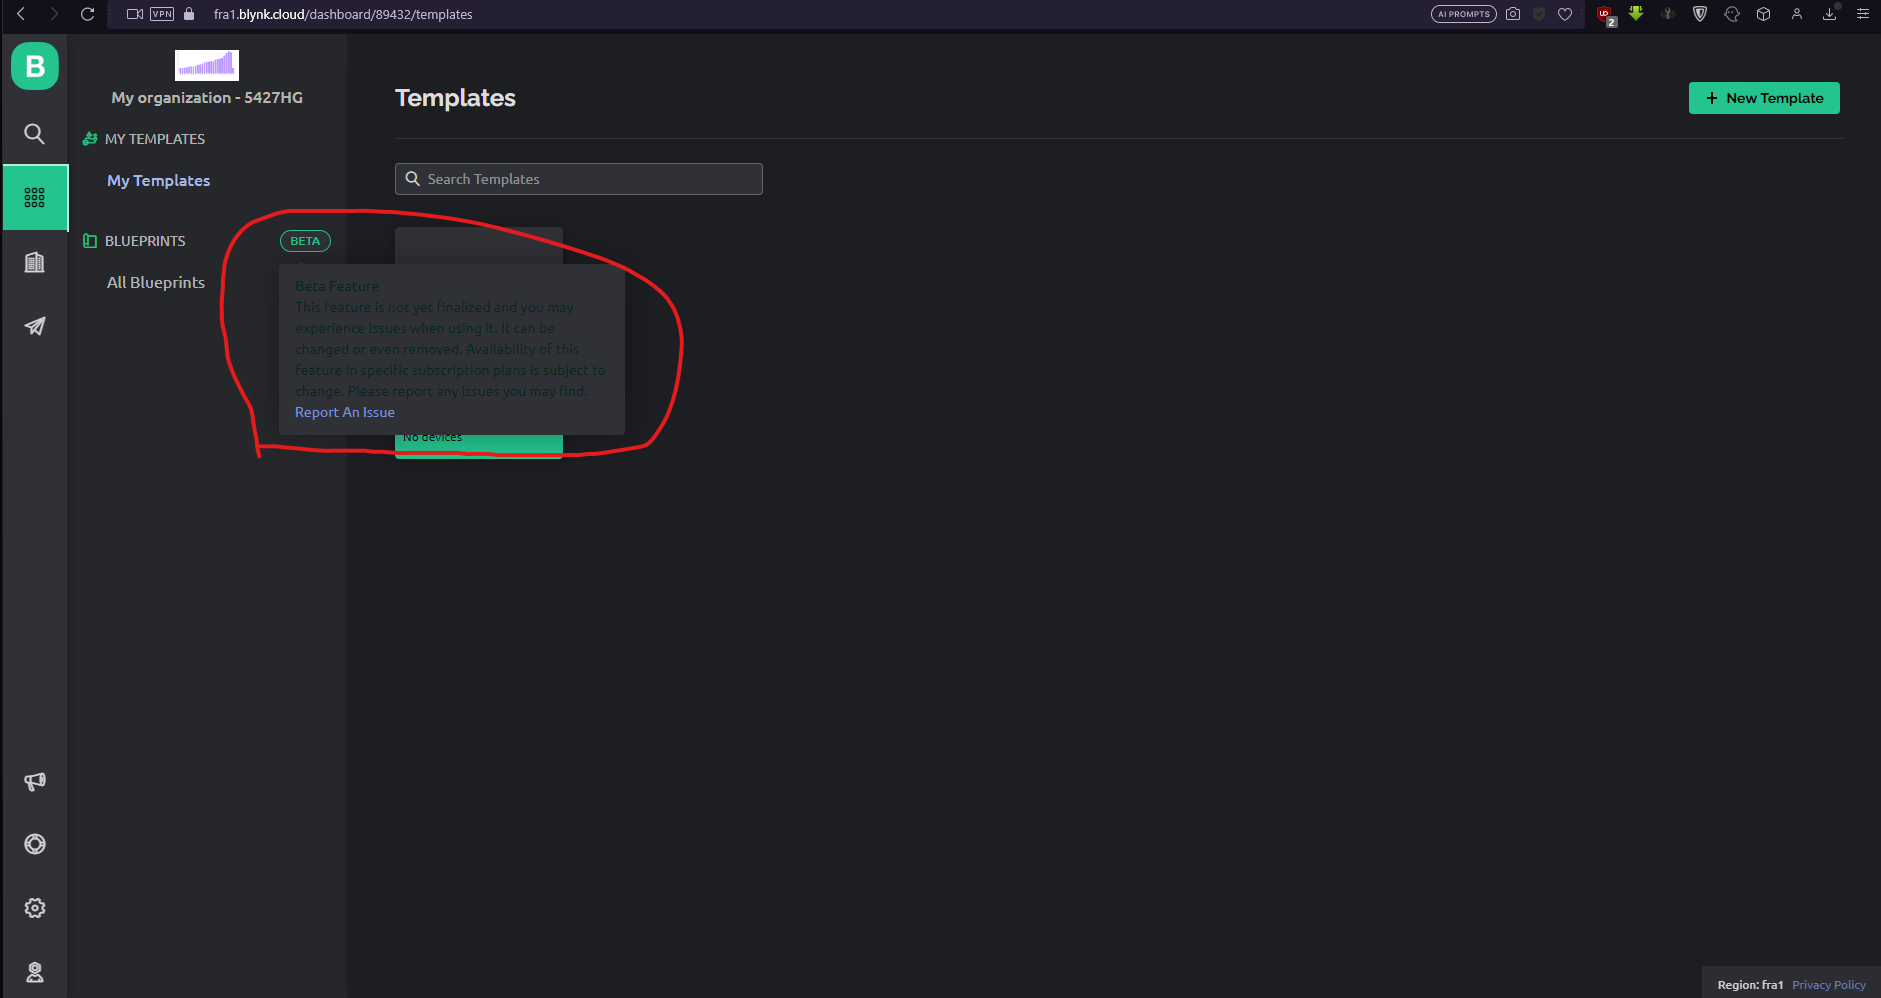 VPN
fra1.blynk.cloud/dashboard/89432/templates
AI PROMPTS
2
B
My organization - 5427HG
MY TEMPLATES
My Templates
BLUEPRINTS
BETA
All Blueprints
Templates
+ New Template
Search Templates
Beta Feature
This feature is not yet finalized and you may
experience issues when using it. It can be
changed or even removed. Availability of this
feature in specific subscription plans is subject to
change. Please report any issues you may find.
Report An Issue
No devices
Region: fra1 Privacy Policy